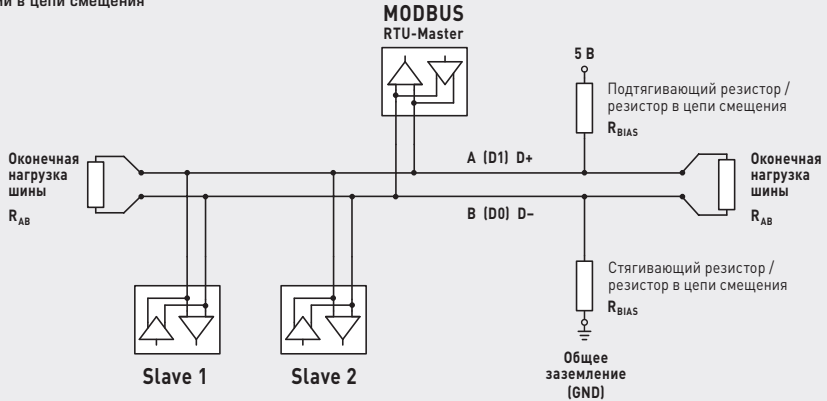 в цепи смещения
MODBUS
RTU-Master
5 В
Подтягивающий резистор /
резистор в цепи смещения
RBIAS
Оконечная
нагрузка
шины
RAB
A (D1) D+
B (D0) D–
Оконечная
нагрузка
шины
RAB
Стягивающий резистор /
резистор в цепи смещения
RBIAS
Общее
заземление
(GND)
Slave 1
Slave 2